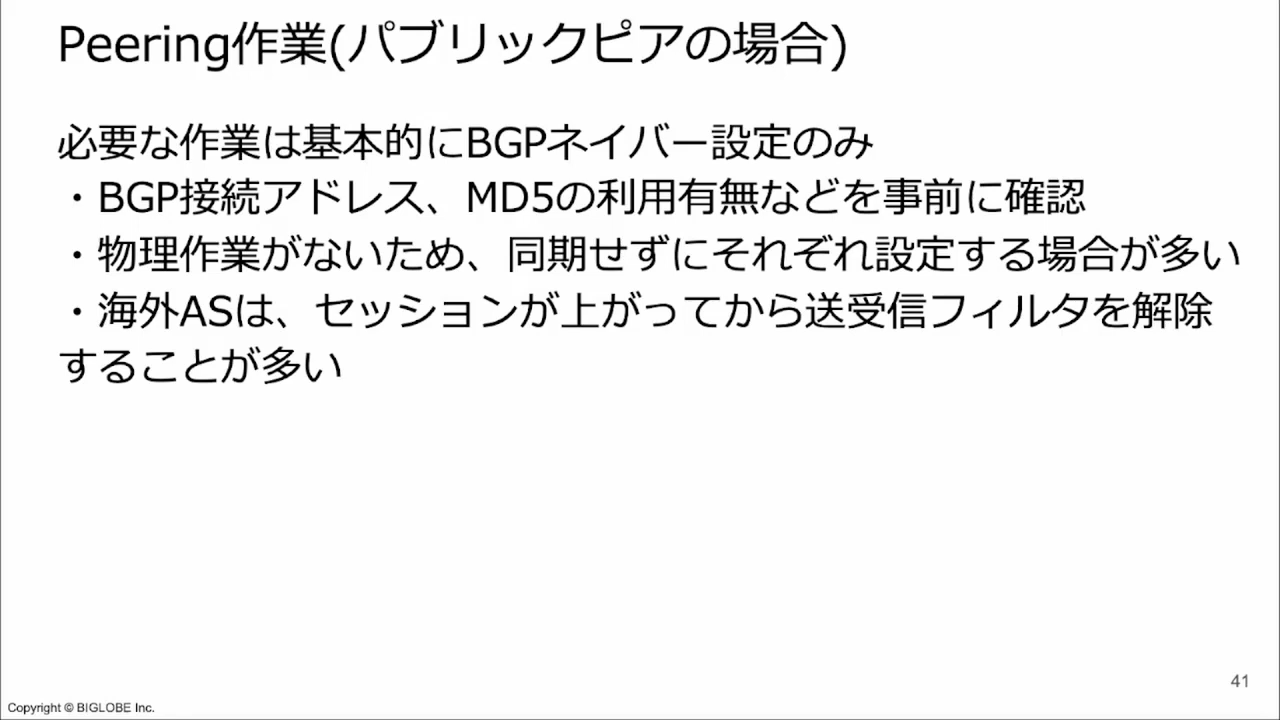 Peering作業(パブリックピアの場合)
必要な作業は基本的にBGPネイバー設定のみ
・BGP接続アドレス、MD5の利用有無などを事前に確認
・物理作業がないため、同期せずにそれぞれ設定する場合が多い
・海外ASは、セッションが上がってから送受信フィルタを解除
することが多い
41
Copyright © BIGLOBE Inc.